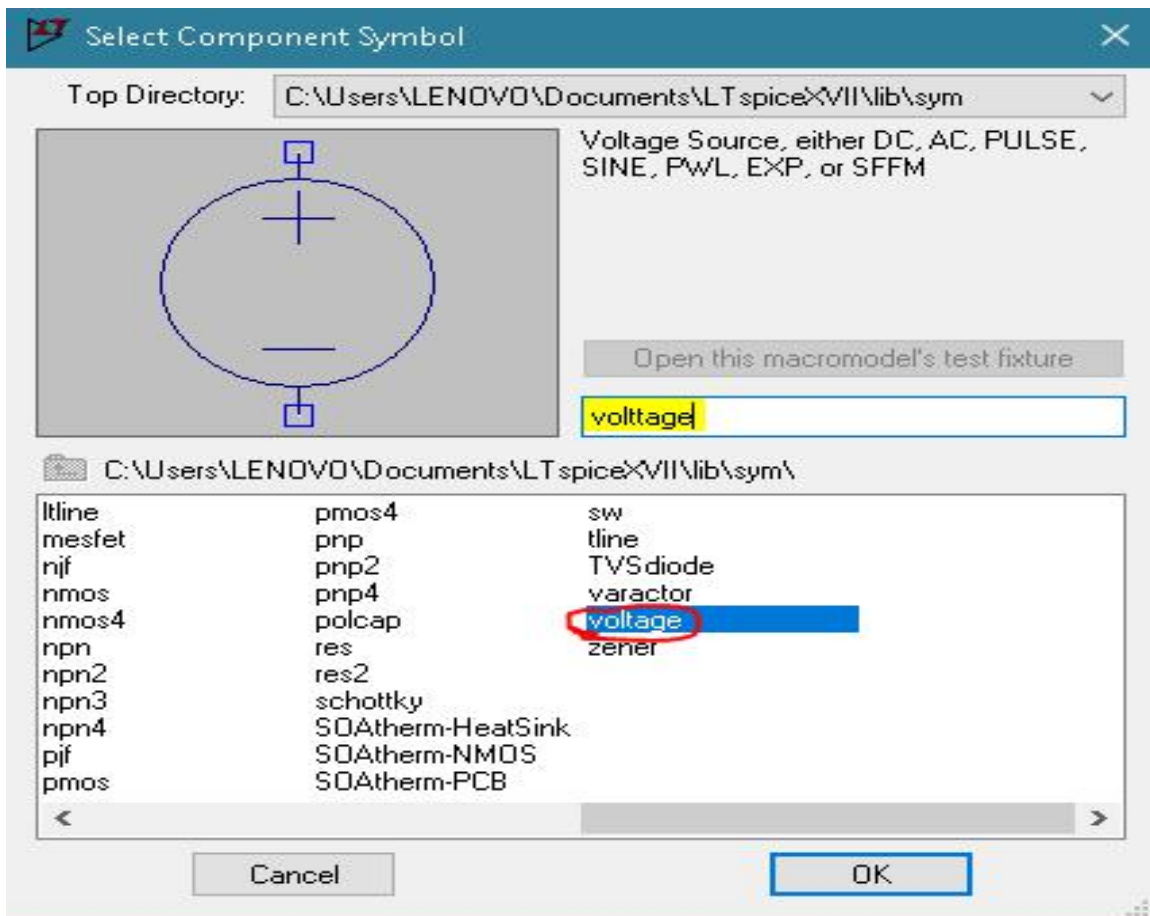 Select Component Symbol
Top Directory: C:\Users\LENOVO\Documents\LTspiceXVII\lib\sym
Voltage Source, either DC, AC, PULSE,
SINE, PWL, EXP, or SFFM
Open this macromodel's test fixture
volttage
C:\Users\LENOVO\Documents\LTspiceXVII\lib\sym\
ltline pmos4 sw
mesfet pnp tline
njf pnp2 TVSdiode
nmos pnp4 varactor
nmos4 polcap voltage
npn res zener
npn2 res2
npn3 schottky
npn4 SOAtherm-HeatSink
pjf SOAtherm-NMOS
pmos SOAtherm-PCB
Cancel OK